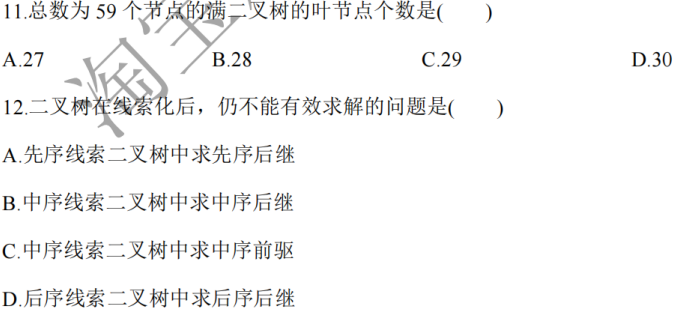 11.总数为 59 个节点的满二叉树的叶节点个数是(  )
A.27 B.28 C.29 D.30
12.二叉树在线索化后，仍不能有效求解的问题是(  )
A.先序线索二叉树中求先序后继
B.中序线索二叉树中求中序后继
C.中序线索二叉树中求中序前驱
D.后序线索二叉树中求后序后继
淘宝